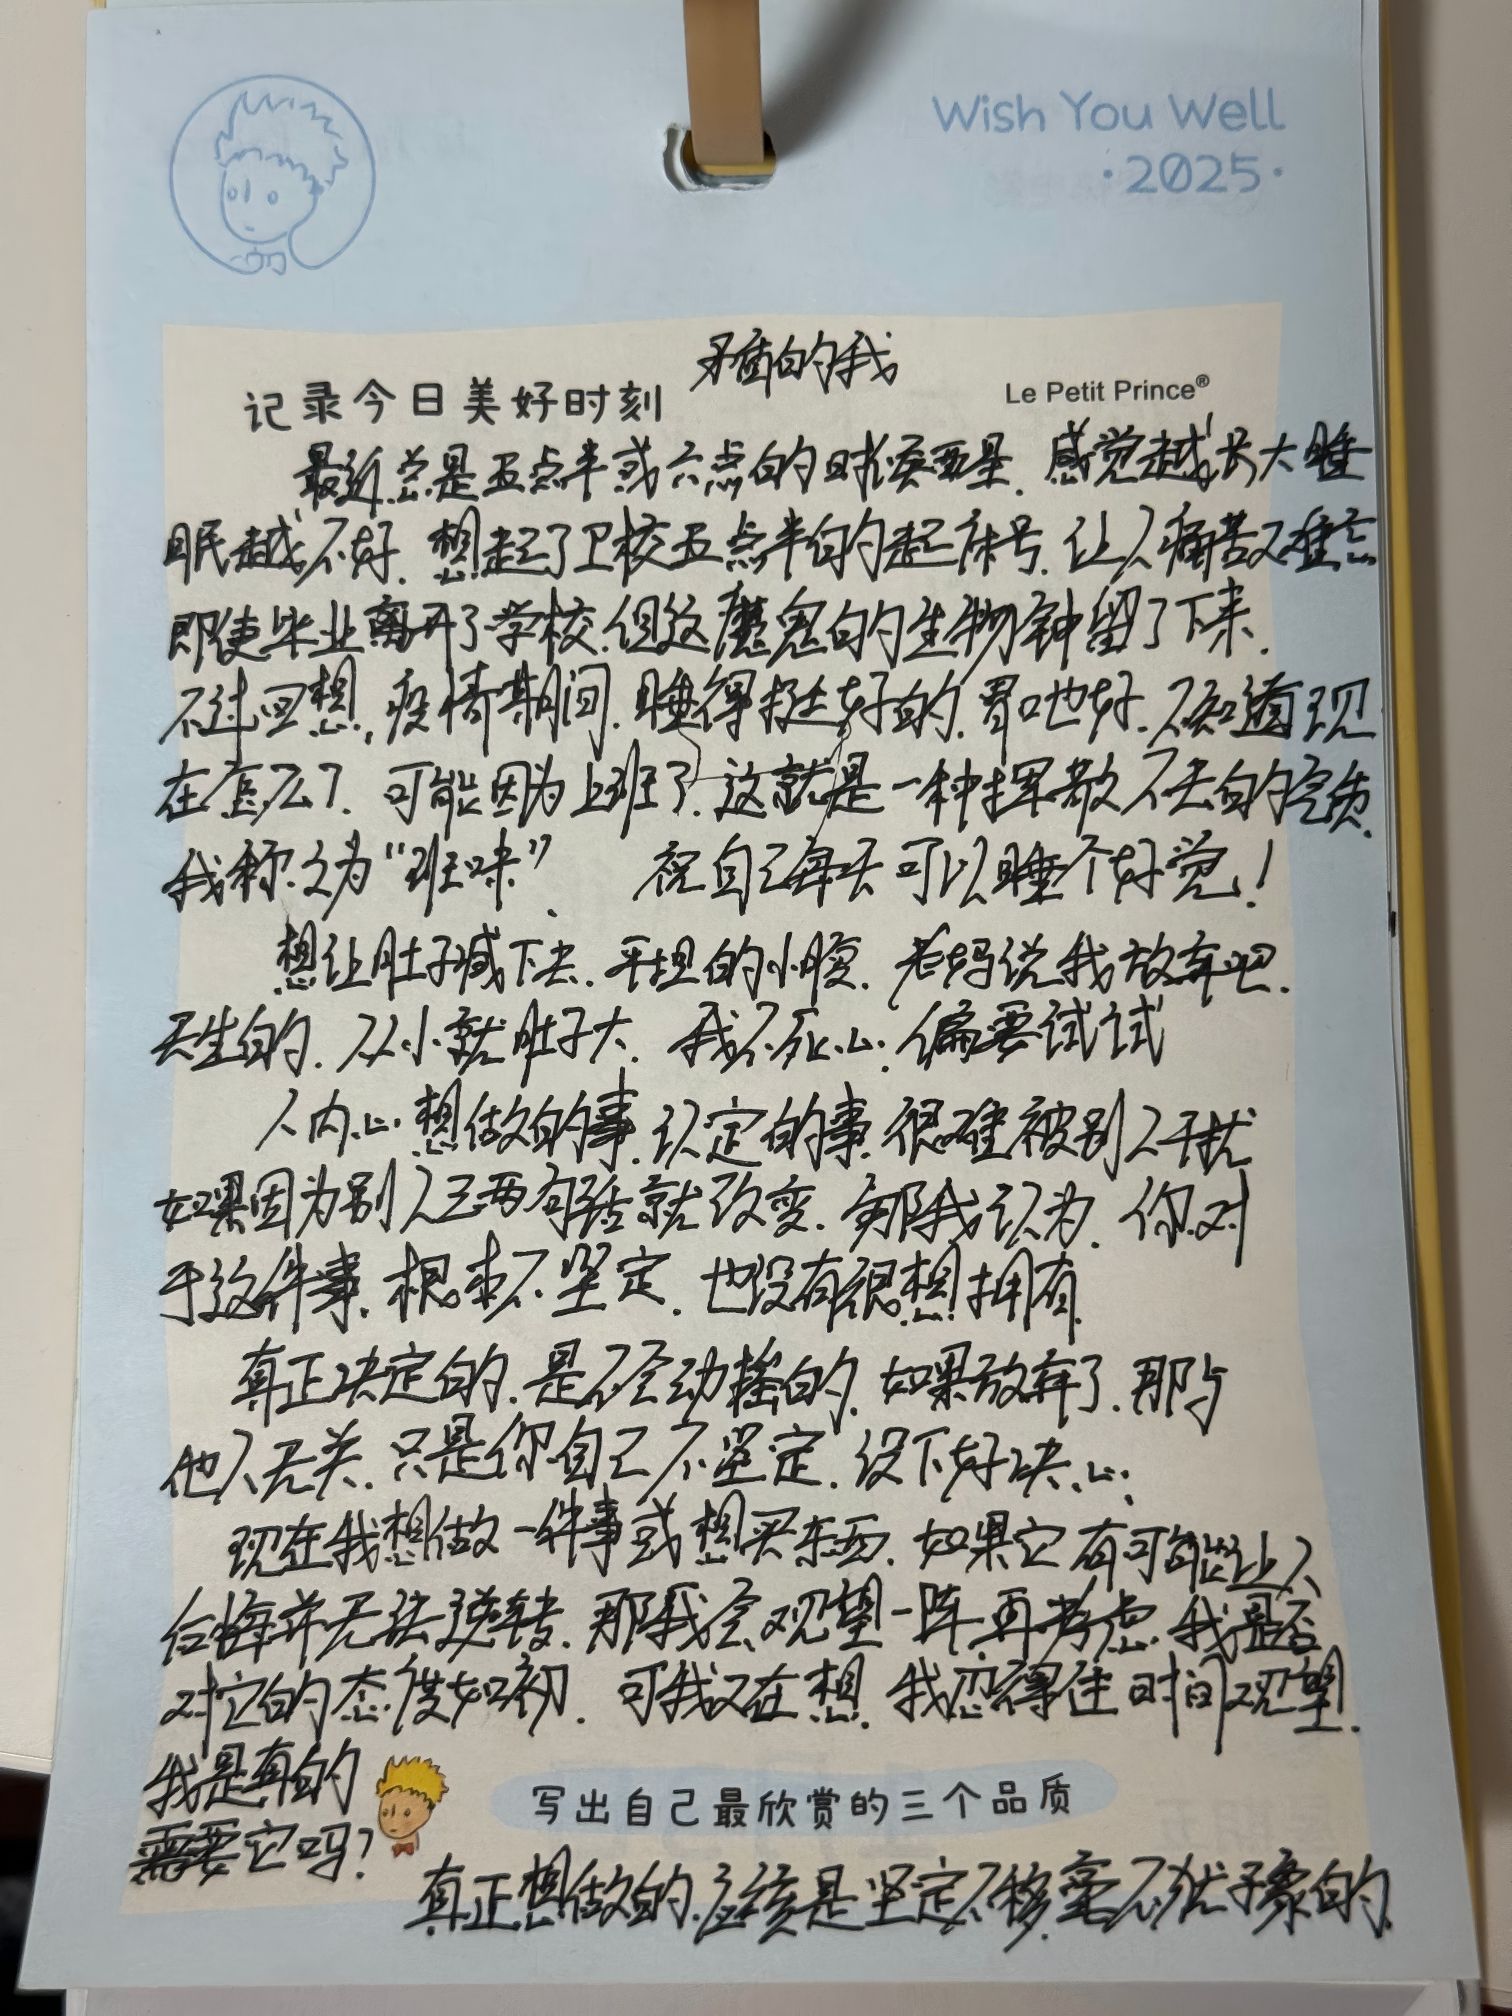 Wish You Well
·2025·
矛盾的我
记录今日美好时刻
Le Petit Prince®
最近总是五点半或六点的时候要醒.感觉越长大睡
眠越不好.想起了卫校五点半的起床号.让人痛苦又难忘
即使毕业离开了学校.但这魔鬼的生物钟留了下来.
不过回想,疫情期间.睡得挺好的.胃口也好.不知道现
在怎么了.可能因为上班了.这就是一种挥散不去的气质.
我称之为“班味”.祝自己每天可以睡个好觉!
想让肚子减下去.平坦的小腹.老妈说我放弃吧.
天生的.从小就肚子大.我不死心.偏要试试
人内心想做的事.认定的事.很难被别人干扰
如果因为别人三两句话就改变.那我认为.你对
于这件事.根本不坚定.也没有很想拥有.
真正决定的.是不会动摇的.如果放弃了.那与
他人无关.只是你自己不坚定.没下好决心.
现在我想做一件事或想买东西.如果它有可能让人
后悔并无法逆转.那我会观望一阵.再考虑.我是否
对它的态度如初.可我又在想.我忍得住时间观望.
我是真的
需要它吗?
写出自己最欣赏的三个品质
真正想做的.应该是坚定不移.毫不犹豫的.